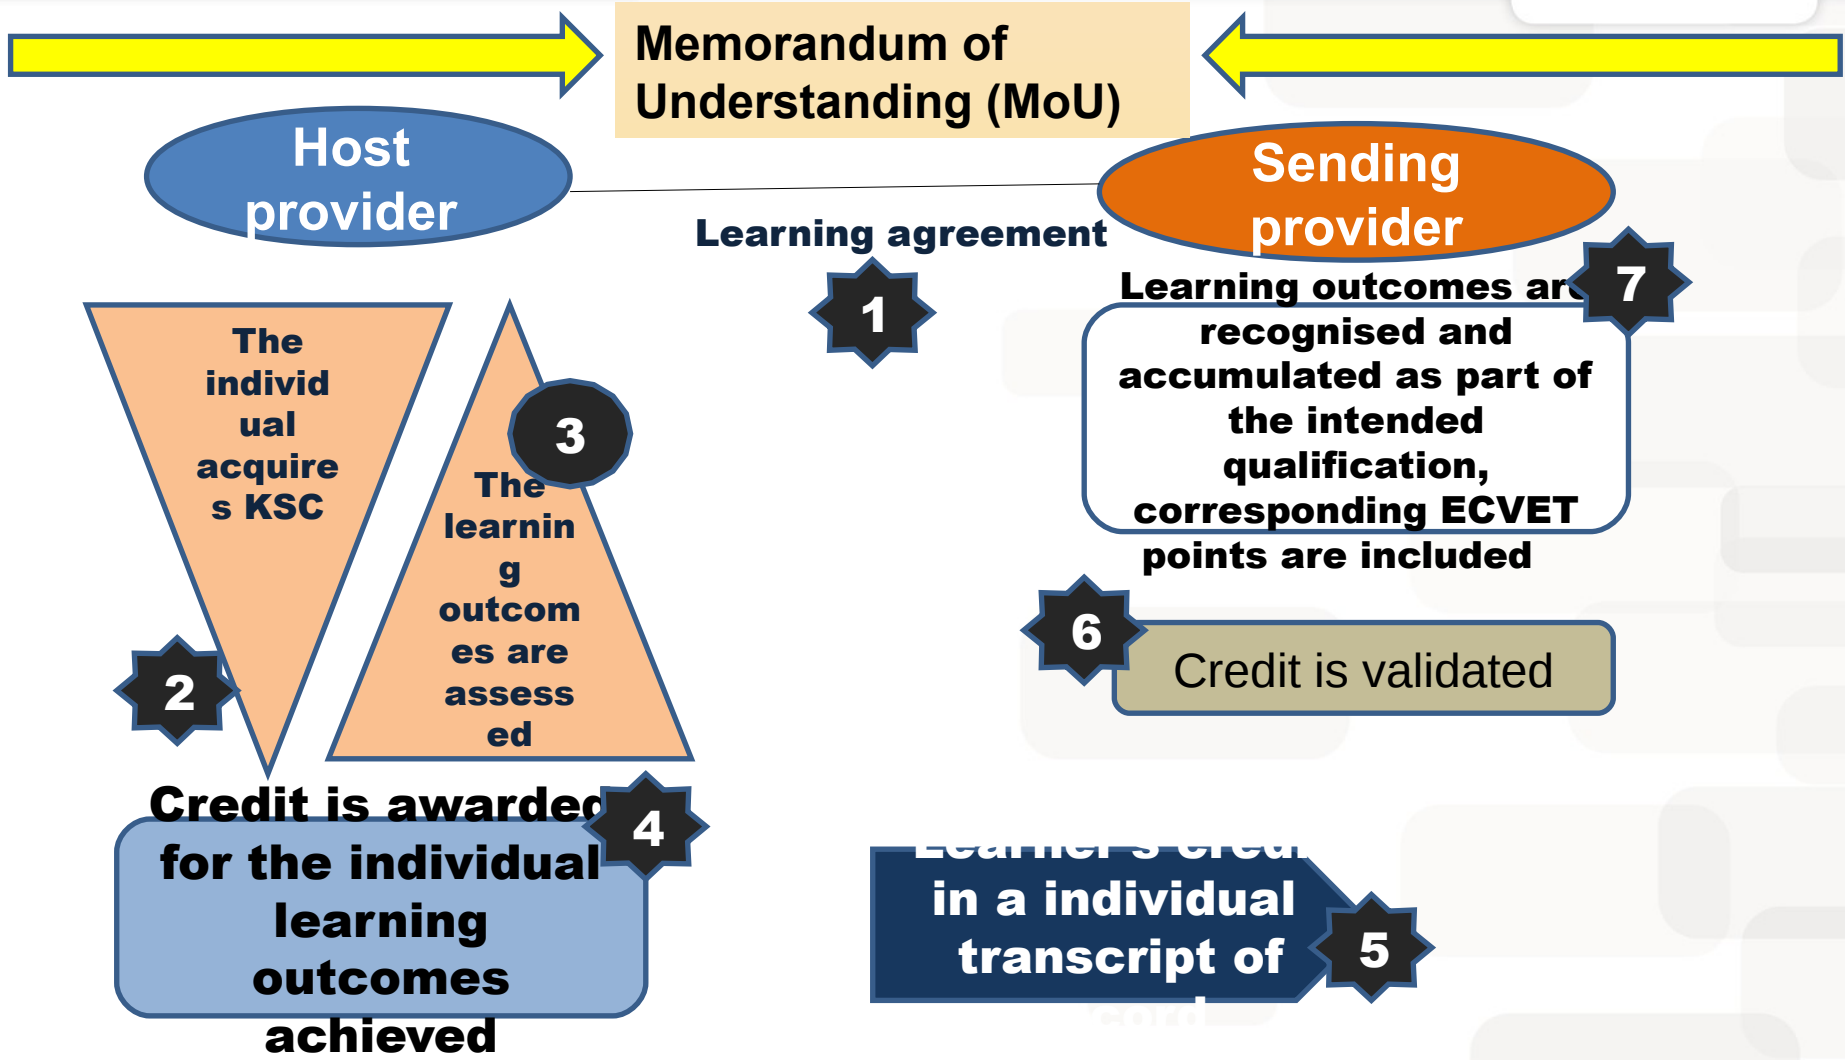 Memorandum of
Understanding (MoU)
Host
provider
Sending
provider
Learning agreement
1
7
Learning outcomes are
recognised and
accumulated as part of
the intended
qualification,
corresponding ECVET
points are included
The
individ
ual
acquire
s KSC
2
3
The
learnin
g
outcom
es are
assess
ed
6
Credit is validated
4
Credit is awarded
for the individual
learning
outcomes
achieved
Learner's credit
in a individual
transcript of
5